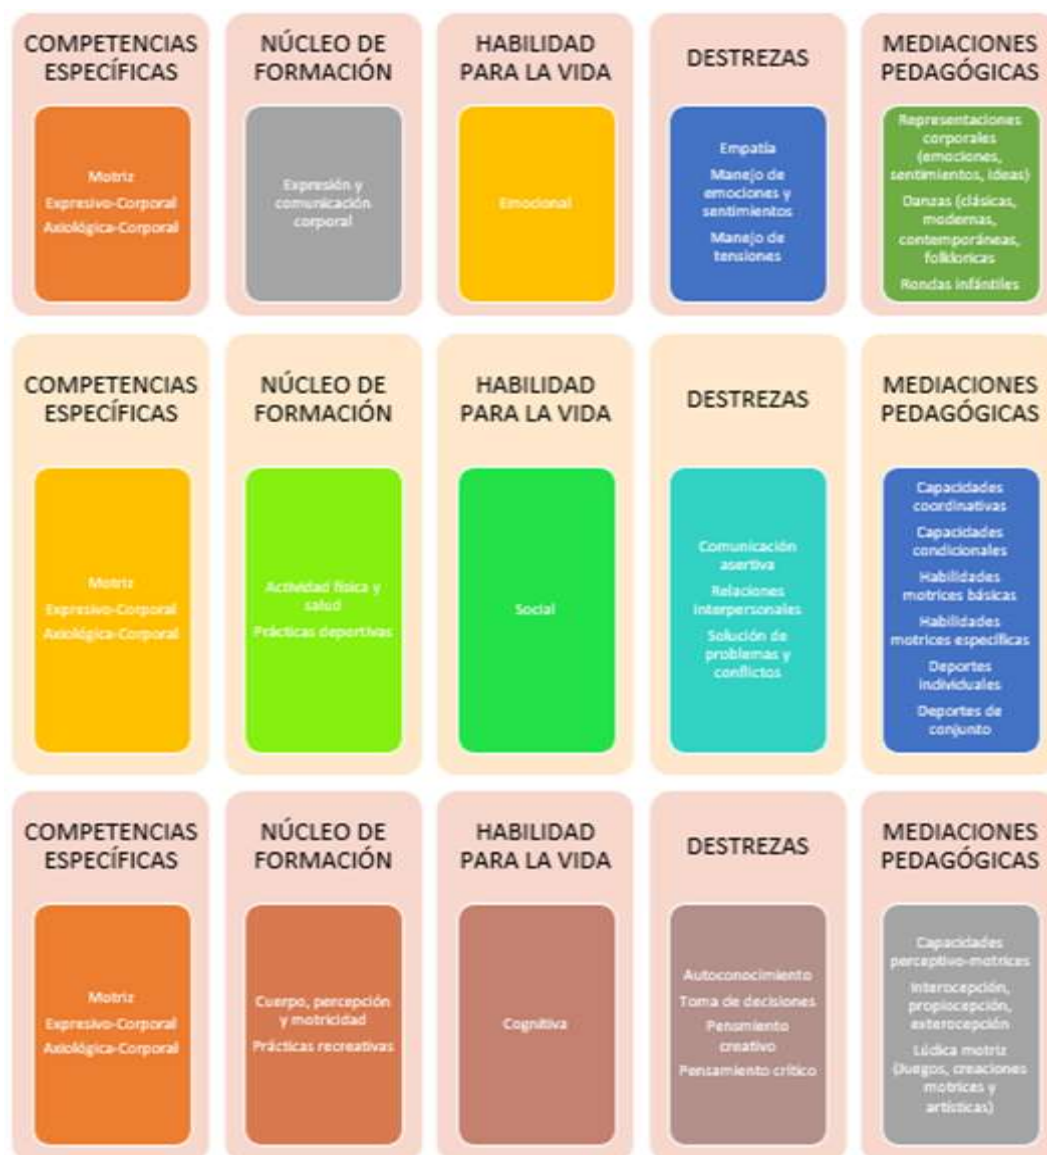 COMPETENCIAS
ESPECÍFICAS
Motriz
Expresivo-Corporal
Axiológica-Corporal
NÚCLEO DE
FORMACIÓN
Expresión y
comunicación
corporal
HABILIDAD
PARA LA VIDA
Emocional
DESTREZAS
Empatía
Manejo de
emociones y
sentimientos
Manejo de
tensiones
MEDIACIONES
PEDAGÓGICAS
Representaciones
corporales
(emociones,
sentimientos, ideas)
Danzas (clásicas,
modernas,
contemporáneas,
folkloricas
Rondas infántiles
COMPETENCIAS
ESPECÍFICAS
Motriz
Expresivo-Corporal
Axiológica-Corporal
NÚCLEO DE
FORMACIÓN
Actividad física y
salud
Prácticas deportivas
HABILIDAD
PARA LA VIDA
Social
DESTREZAS
Comunicación
asertiva
Relaciones
interpersonales
Solución de
problemas y
conflictos
MEDIACIONES
PEDAGÓGICAS
Capacidades
coordinativas
Capacidades
condicionales
Habilidades
motrices básicas
Habilidades
motrices específicas
Deportes
individuales
Deportes de
conjunto
COMPETENCIAS
ESPECÍFICAS
Motriz
Expresivo-Corporal
Axiológica-Corporal
NÚCLEO DE
FORMACIÓN
Cuerpo, percepción
y motricidad
Prácticas recreativas
HABILIDAD
PARA LA VIDA
Cognitiva
DESTREZAS
Autoconocimiento
Toma de decisiones
Pensmiento
creativo
Pensamiento crítico
MEDIACIONES
PEDAGÓGICAS
Capacidades
perceptivo-motrices
Interocepción,
propiocepción,
exterocepción
Lúdica motriz
(Juegos, creaciones
motrices y
artísticas)